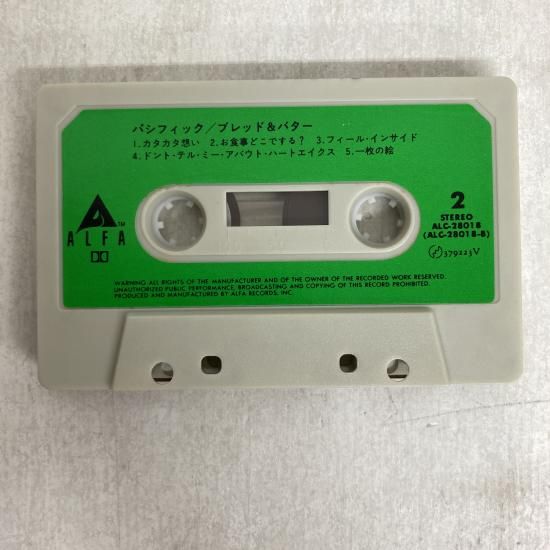 パシフィック／ブレッド＆バター
1.カタカタ想い 2.お食事どこでする？ 3.フィール・インサイド
4.ドント・テル・ミー・アバウト・ハートエイクス 5.一枚の絵
TM
ALFA
2
STEREO
ALC-28018
(ALC-28018-B)
379223V
WARNING ALL RIGHTS OF THE MANUFACTURER AND OF THE OWNER OF THE RECORDED WORK RESERVED.
UNAUTHORIZED PUBLIC PERFORMANCE, BROADCASTING AND COPYING OF THIS RECORD PROHIBITED.
PRODUCED AND MANUFACTURED BY ALFA RECORDS, INC.